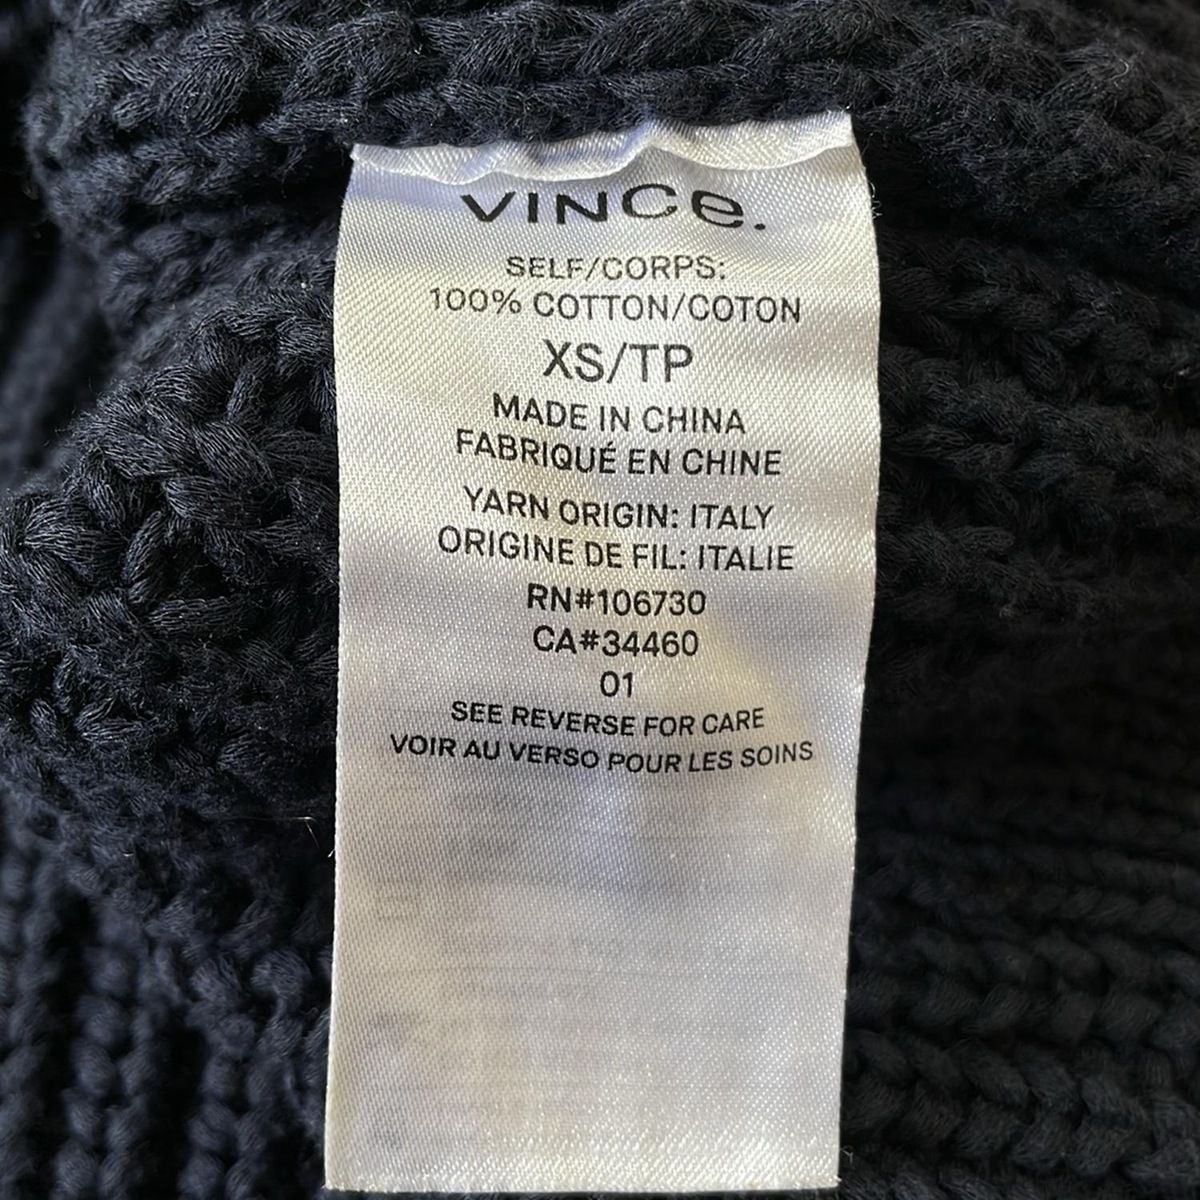 VINCe.
SELF/CORPS:
100% COTTON/COTON
XS/TP
MADE IN CHINA
FABRIQUÉ EN CHINE
YARN ORIGIN: ITALY
ORIGINE DE FIL: ITALIE
RN#106730
CA#34460
01
SEE REVERSE FOR CARE
VOIR AU VERSO POUR LES SOINS